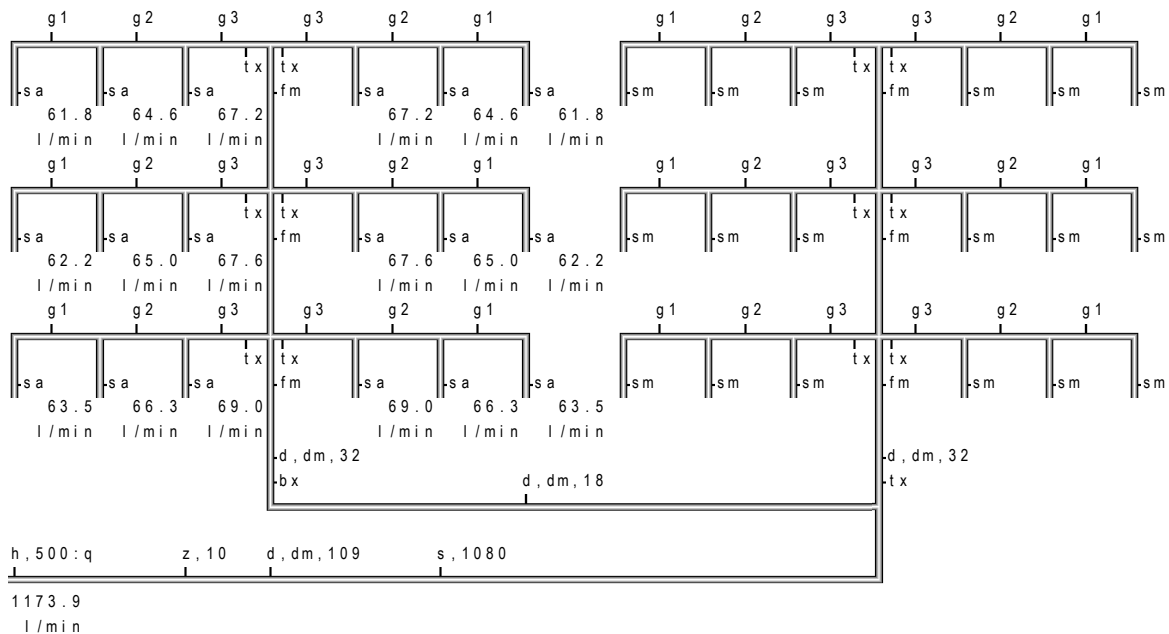 g1 g2 g3 g3 g2 g1 g1 g2 g3 g3 g2 g1
tx tx tx tx
sa sa sa fm sa sa sa sm sm sm fm sm sm sm
61.8 64.6 67.2 67.2 64.6 61.8
l/min l/min l/min l/min l/min l/min
g1 g2 g3 g3 g2 g1 g1 g2 g3 g3 g2 g1
tx tx tx tx
sa sa sa fm sa sa sa sm sm sm fm sm sm sm
62.2 65.0 67.6 67.6 65.0 62.2
l/min l/min l/min l/min l/min l/min
g1 g2 g3 g3 g2 g1 g1 g2 g3 g3 g2 g1
tx tx tx tx
sa sa sa fm sa sa sa sm sm sm fm sm sm sm
63.5 66.3 69.0 69.0 66.3 63.5
l/min l/min l/min l/min l/min l/min
d,dm,32 d,dm,32
bx d,dm,18 tx
h,500:q z,10 d,dm,109 s,1080
1173.9
l/min